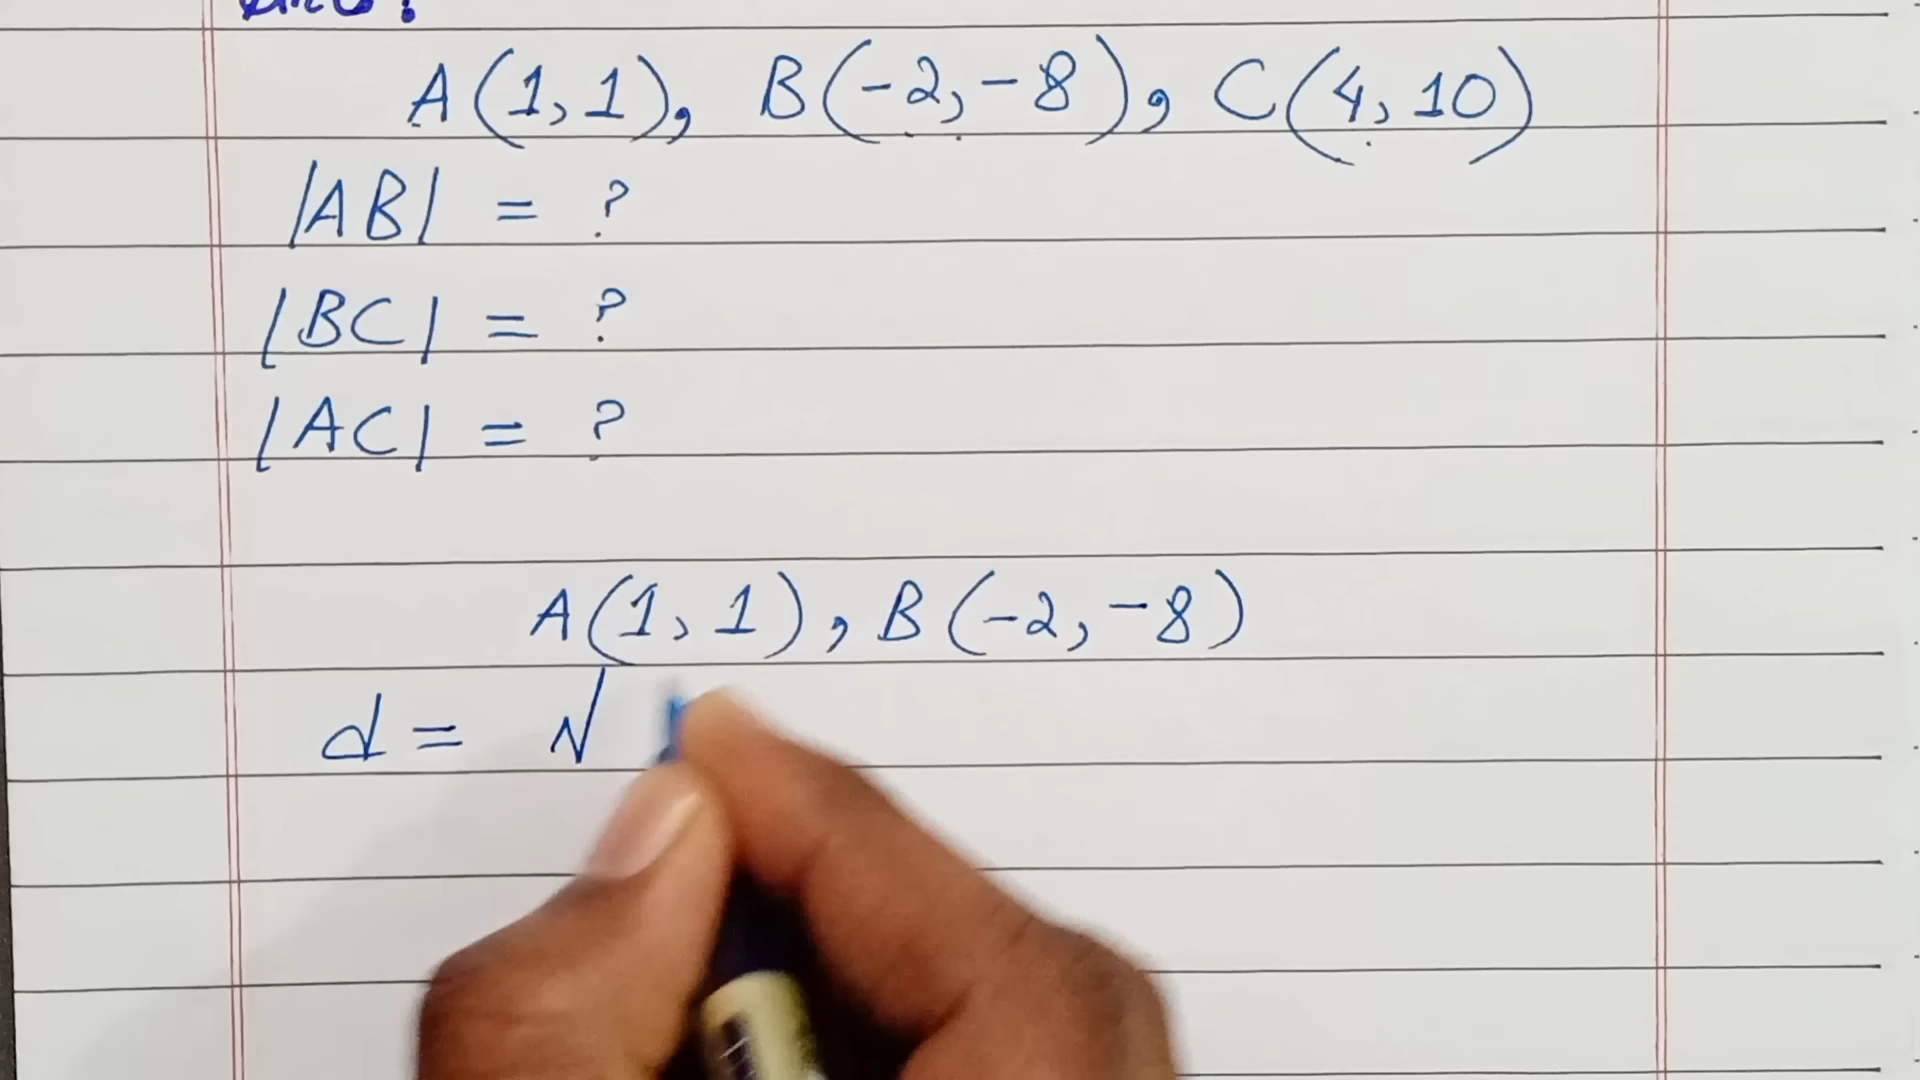 A(1,1), B(-2,-8), C(4,10)
|AB| = ?
|BC| = ?
|AC| = ?
A(1,1), B(-2,-8)
d = √